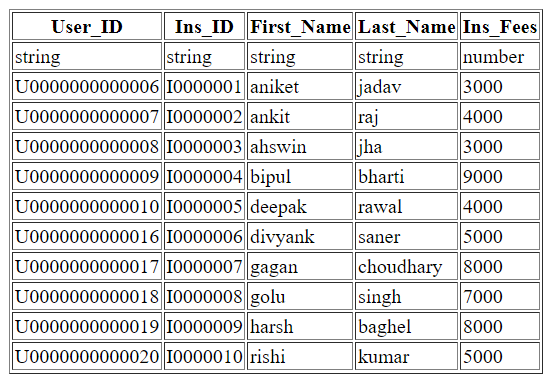 User_ID Ins_ID First_Name Last_Name Ins_Fees
string string string string number
U0000000000006 I0000001 aniket jadav 3000
U0000000000007 I0000002 ankit raj 4000
U0000000000008 I0000003 ahswin jha 3000
U0000000000009 I0000004 bipul bharti 9000
U0000000000010 I0000005 deepak rawal 4000
U0000000000016 I0000006 divyank saner 5000
U0000000000017 I0000007 gagan choudhary 8000
U0000000000018 I0000008 golu singh 7000
U0000000000019 I0000009 harsh baghel 8000
U0000000000020 I0000010 rishi kumar 5000